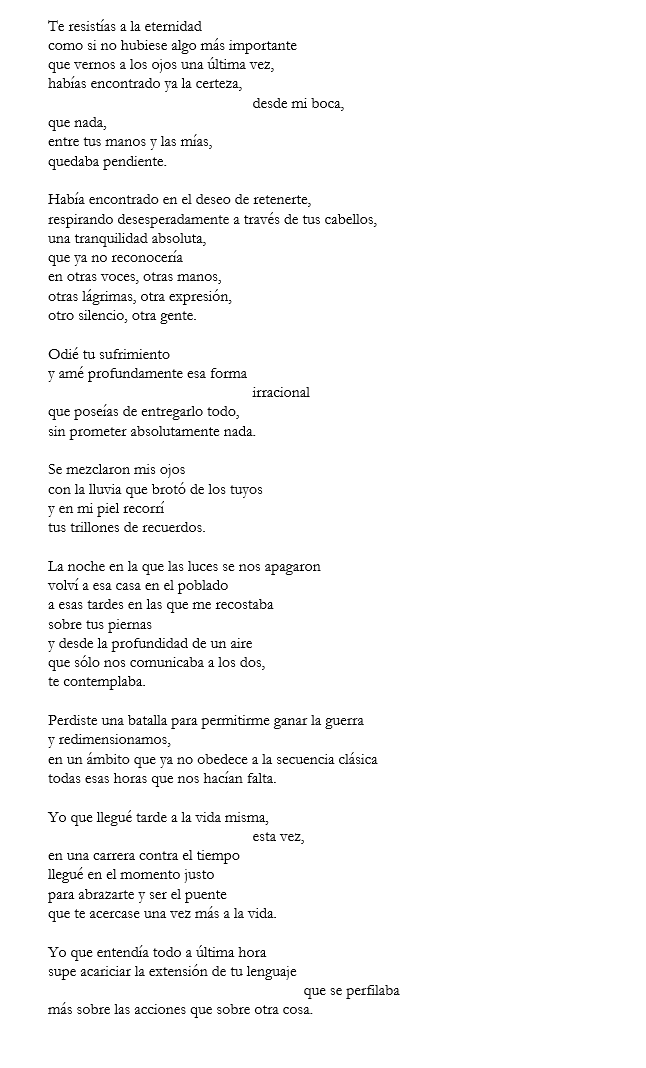 Te resistías a la eternidad
como si no hubiese algo más importante
que vernos a los ojos una última vez,
habías encontrado ya la certeza,
desde mi boca,
que nada,
entre tus manos y las mías,
quedaba pendiente.

Había encontrado en el deseo de retenerte,
respirando desesperadamente a través de tus cabellos,
una tranquilidad absoluta,
que ya no reconocería
en otras voces, otras manos,
otras lágrimas, otra expresión,
otro silencio, otra gente.

Odié tu sufrimiento
y amé profundamente esa forma
irracional
que poseías de entregarlo todo,
sin prometer absolutamente nada.

Se mezclaron mis ojos
con la lluvia que brotó de los tuyos
y en mi piel recorrí
tus trillones de recuerdos.

La noche en la que las luces se nos apagaron
volví a esa casa en el poblado
a esas tardes en las que me recostaba
sobre tus piernas
y desde la profundidad de un aire
que sólo nos comunicaba a los dos,
te contemplaba.

Perdiste una batalla para permitirme ganar la guerra
y redimensionamos,
en un ámbito que ya no obedece a la secuencia clásica
todas esas horas que nos hacían falta.

Yo que llegué tarde a la vida misma,
esta vez,
en una carrera contra el tiempo
llegué en el momento justo
para abrazarte y ser el puente
que te acercase una vez más a la vida.

Yo que entendía todo a última hora
supe acariciar la extensión de tu lenguaje
que se perfilaba
más sobre las acciones que sobre otra cosa.